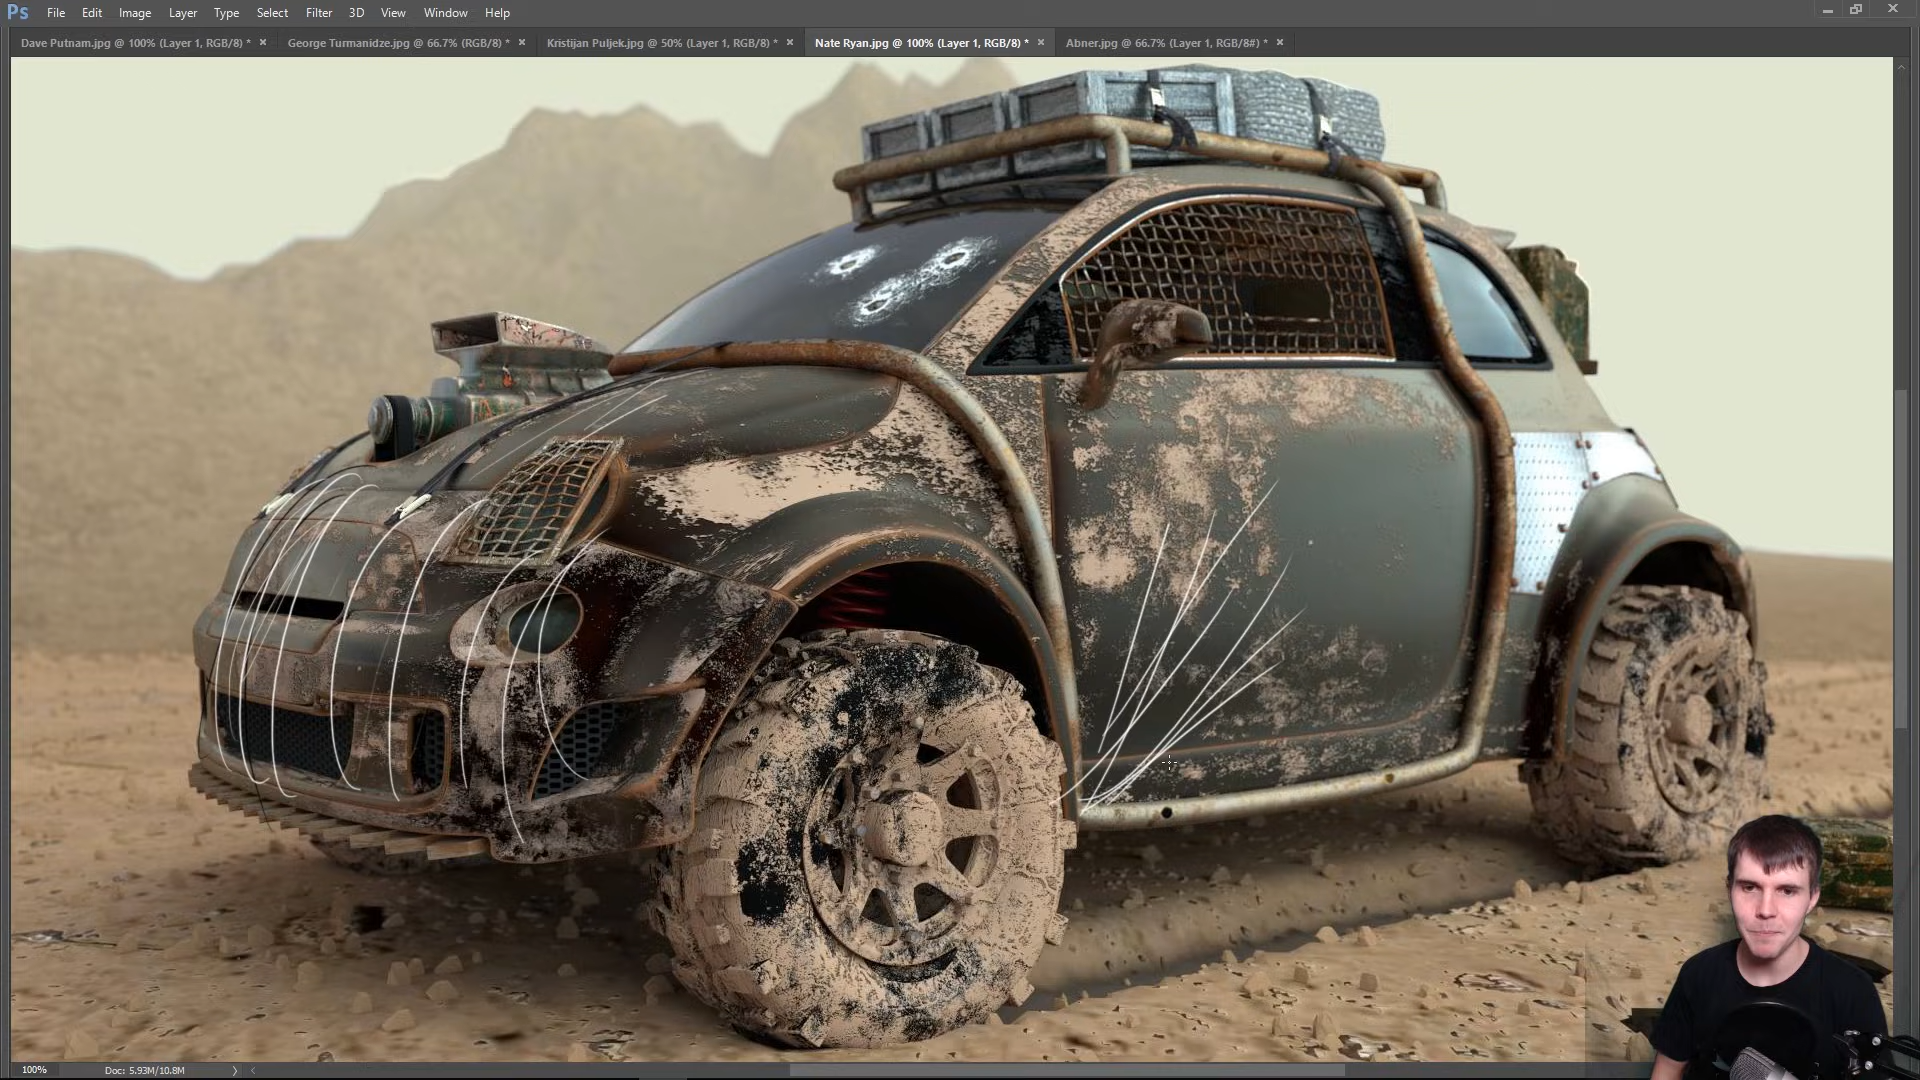 Ps File Edit Image Layer Type Select Filter 3D View Window Help
Dave Putnam.jpg @ 100% (Layer 1, RGB/8) * × George Turmanidze.jpg @ 66.7% (RGB/8) * × Kristijan Puljek.jpg @ 50% (Layer 1, RGB/8) * × Nate Ryan.jpg @ 100% (Layer 1, RGB/8) * × Abner.jpg @ 66.7% (Layer 1, RGB/8#) * ×
100% Doc: 5.93M/10.8M